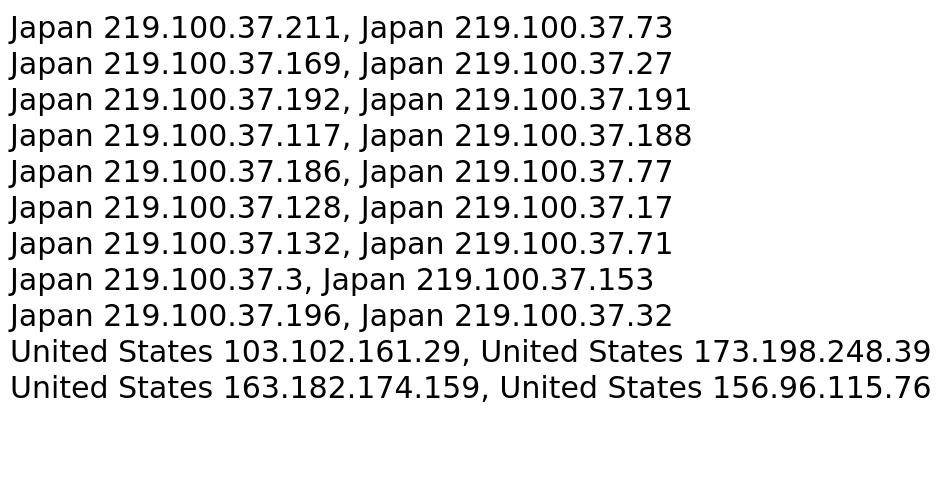 Japan 219.100.37.211, Japan 219.100.37.73
Japan 219.100.37.169, Japan 219.100.37.27
Japan 219.100.37.192, Japan 219.100.37.191
Japan 219.100.37.117, Japan 219.100.37.188
Japan 219.100.37.186, Japan 219.100.37.77
Japan 219.100.37.128, Japan 219.100.37.17
Japan 219.100.37.132, Japan 219.100.37.71
Japan 219.100.37.3, Japan 219.100.37.153
Japan 219.100.37.196, Japan 219.100.37.32
United States 103.102.161.29, United States 173.198.248.39
United States 163.182.174.159, United States 156.96.115.76